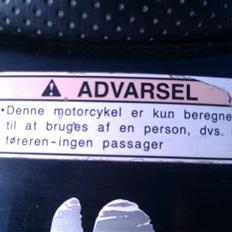 ⚠ ADVARSEL
•Denne motorcykel er kun beregne
til at bruges af en person, dvs.
føreren-ingen passager